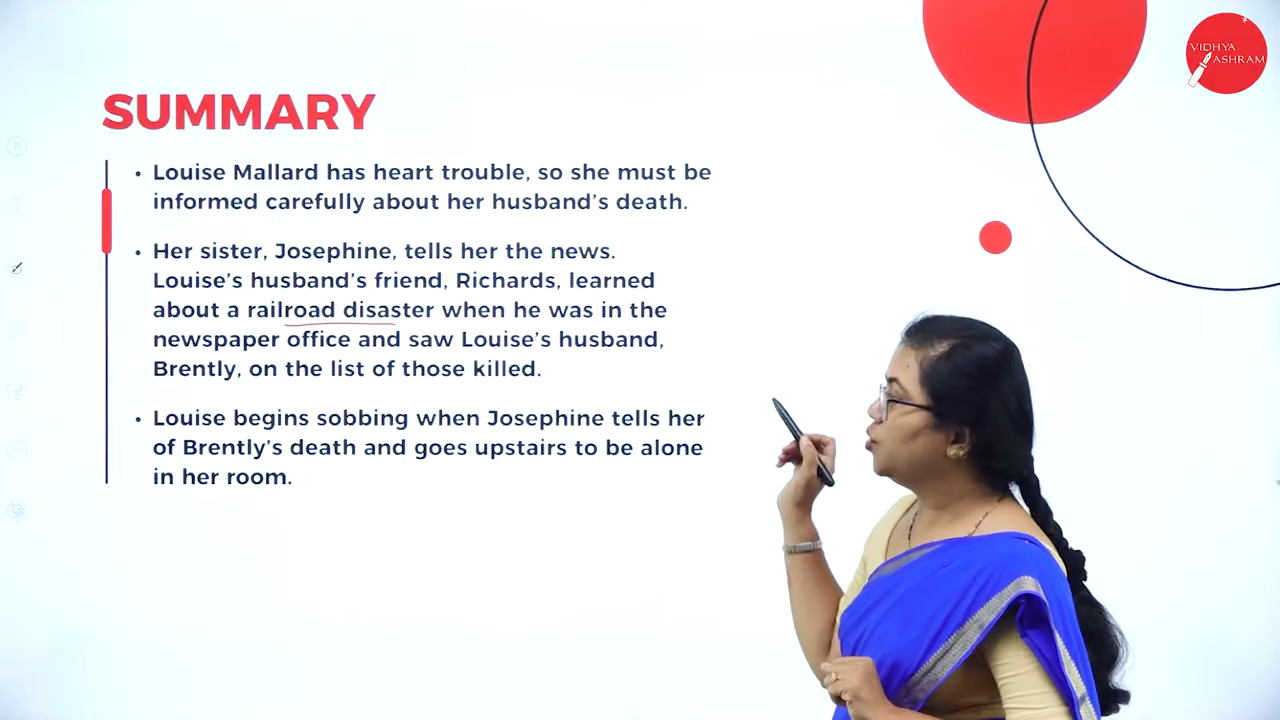 VIDHYA
ASHRAM
SUMMARY
• Louise Mallard has heart trouble, so she must be
informed carefully about her husband's death.
• Her sister, Josephine, tells her the news.
Louise's husband's friend, Richards, learned
about a railroad disaster when he was in the
newspaper office and saw Louise's husband,
Brently, on the list of those killed.
• Louise begins sobbing when Josephine tells her
of Brently's death and goes upstairs to be alone
in her room.